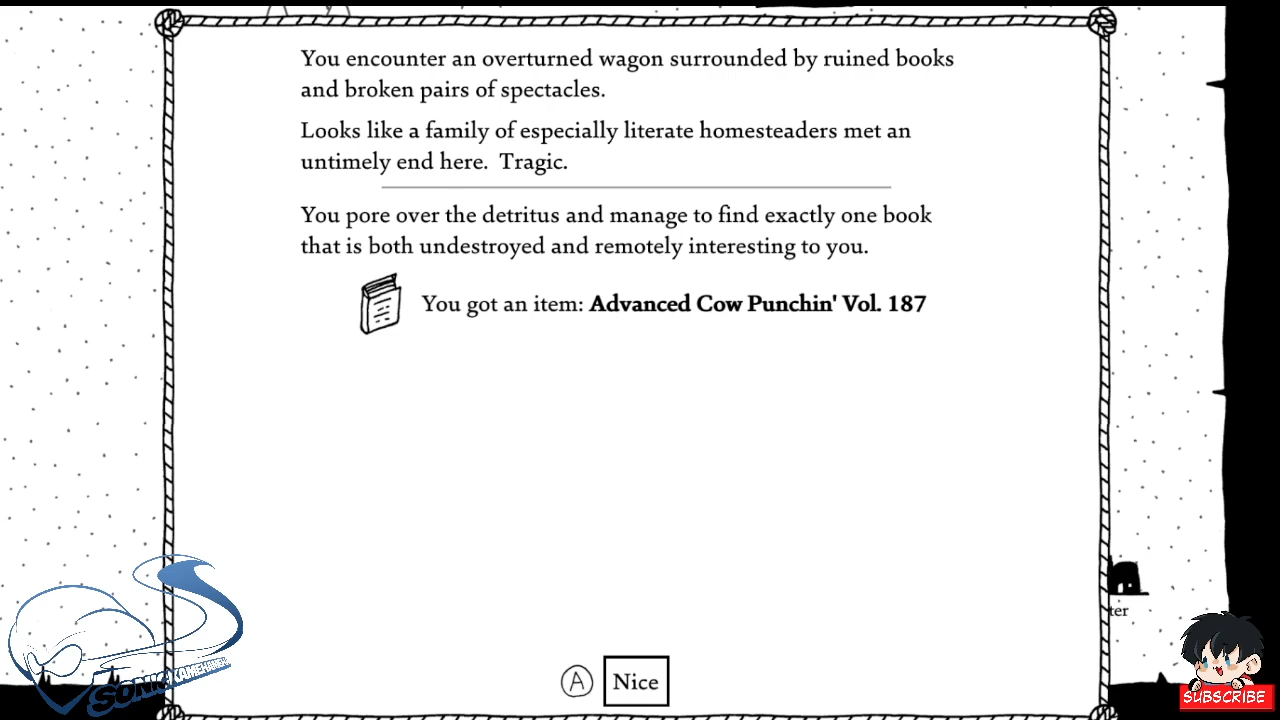 You encounter an overturned wagon surrounded by ruined books
and broken pairs of spectacles.
Looks like a family of especially literate homesteaders met an
untimely end here.  Tragic.
You pore over the detritus and manage to find exactly one book
that is both undestroyed and remotely interesting to you.
You got an item: Advanced Cow Punchin' Vol. 187
ter
A Nice
SUBSCRIBE